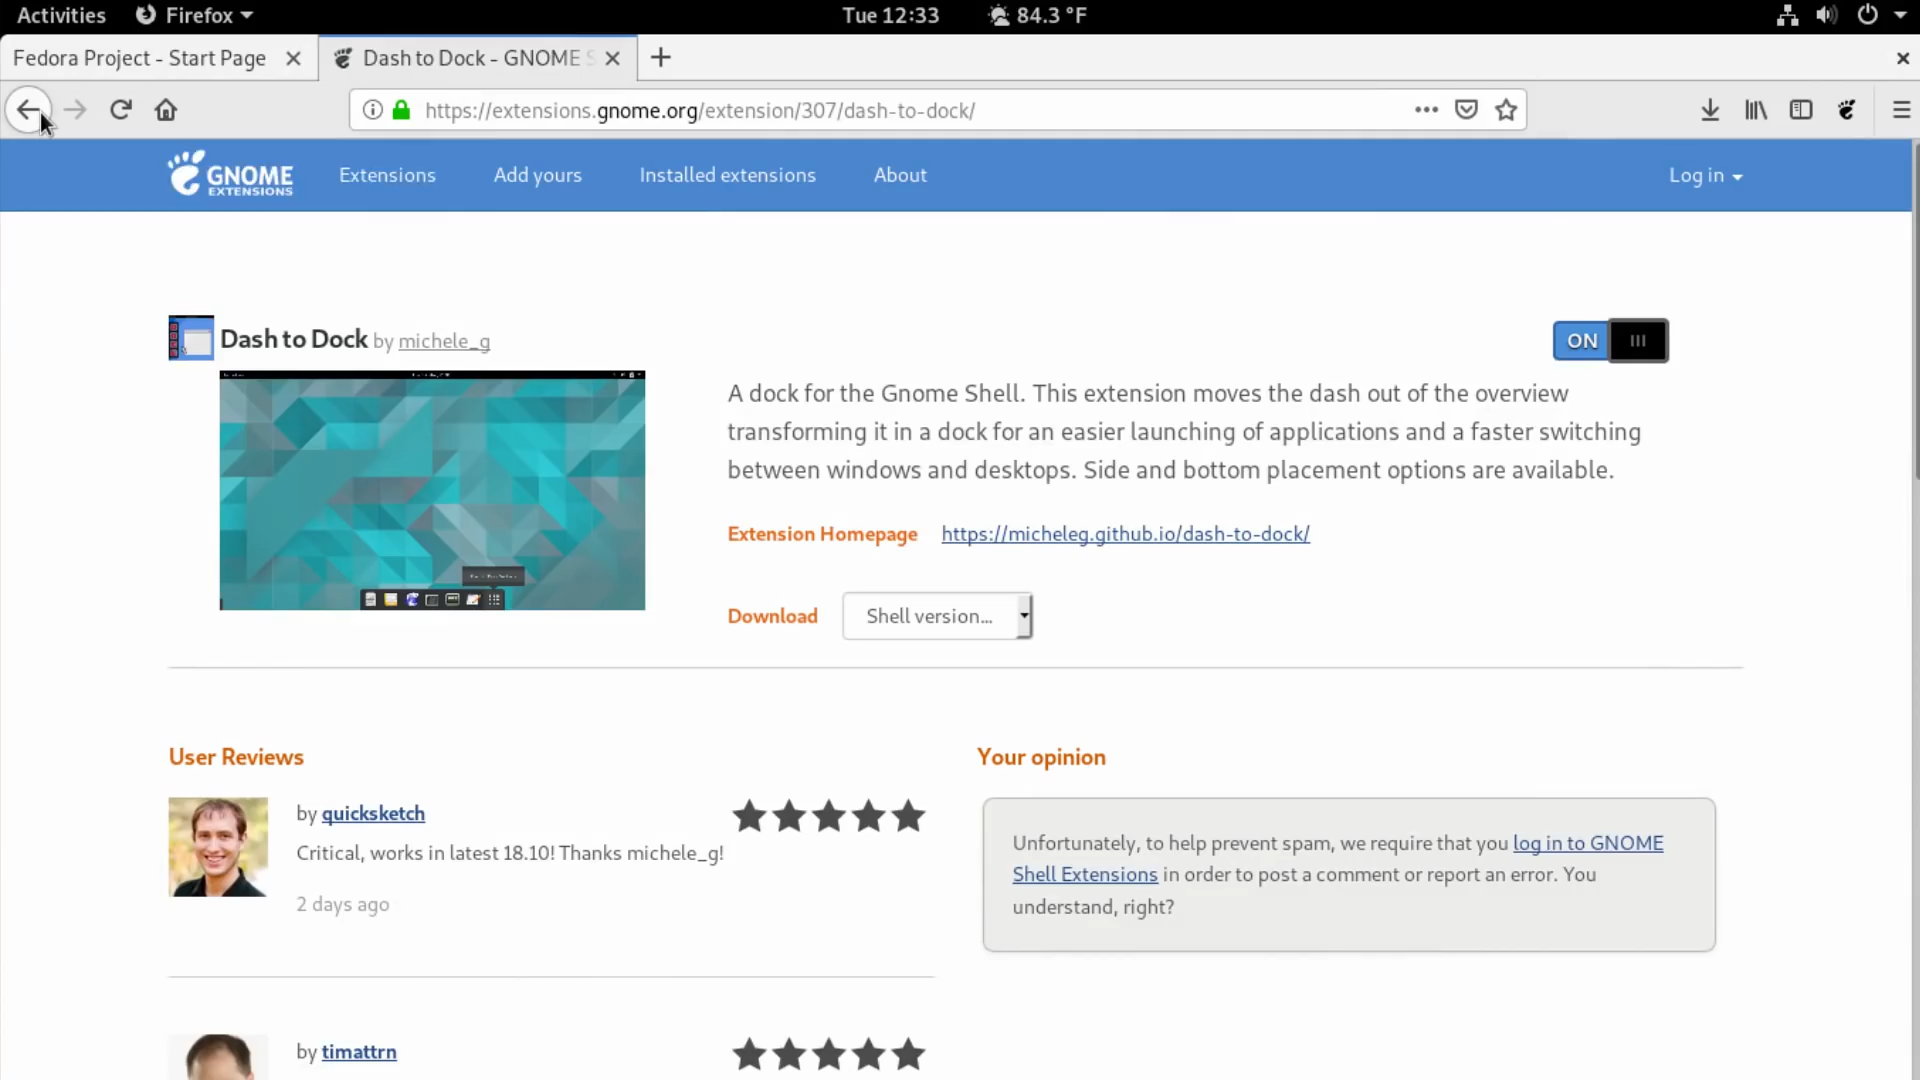 Activities Firefox Tue 12:33 84.3 °F
Fedora Project - Start Page Dash to Dock - GNOME S
https://extensions.gnome.org/extension/307/dash-to-dock/
GNOME EXTENSIONS Extensions Add yours Installed extensions About Log in
Dash to Dock by michele_g
ON
A dock for the Gnome Shell. This extension moves the dash out of the overview
transforming it in a dock for an easier launching of applications and a faster switching
between windows and desktops. Side and bottom placement options are available.
Extension Homepage https://micheleg.github.io/dash-to-dock/
Download Shell version...
User Reviews
by quicksketch
Critical, works in latest 18.10! Thanks michele_g!
2 days ago
by timattrn
Your opinion
Unfortunately, to help prevent spam, we require that you log in to GNOME
Shell Extensions in order to post a comment or report an error. You
understand, right?